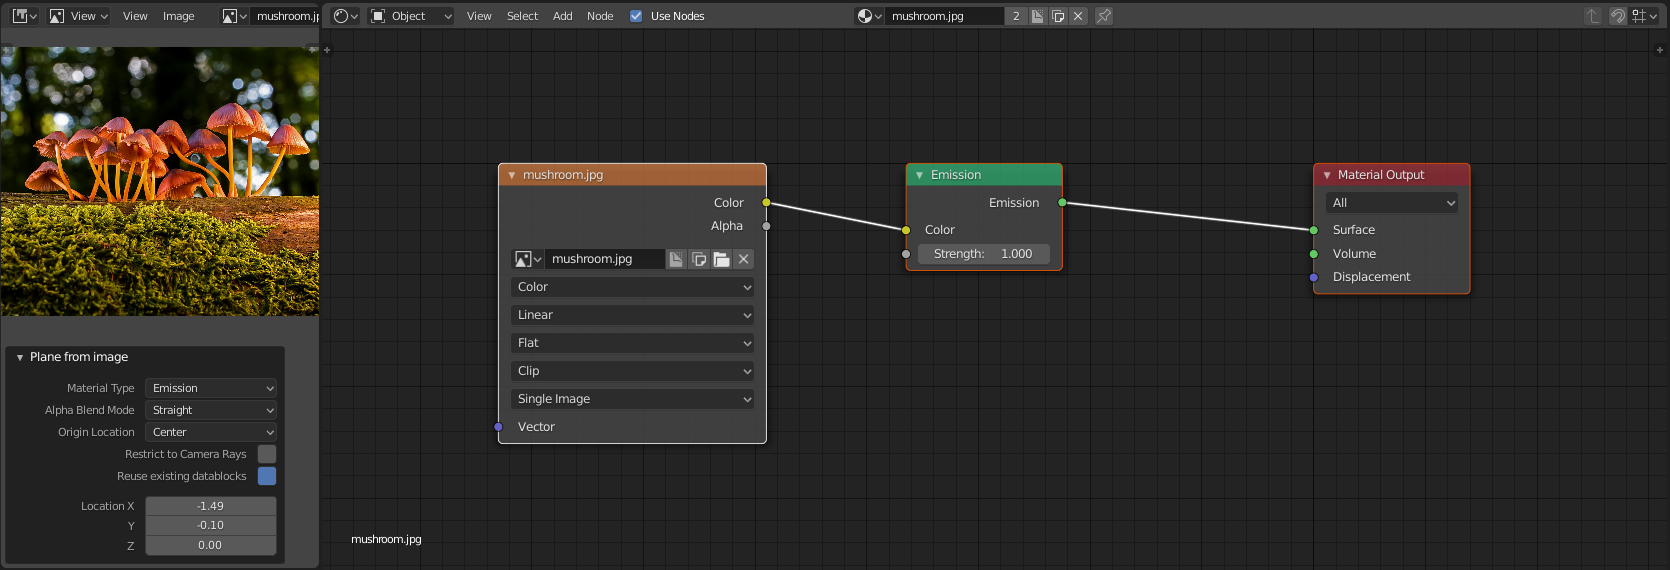 View View Image mushroom.j
Object View Select Add Node Use Nodes mushroom.jpg 2
mushroom.jpg
Color
Alpha
mushroom.jpg
Color
Linear
Flat
Clip
Single Image
Vector
Emission
Emission
Color
Strength: 1.000
Material Output
All
Surface
Volume
Displacement
Plane from image
Material Type Emission
Alpha Blend Mode Straight
Origin Location Center
Restrict to Camera Rays
Reuse existing datablocks
Location X -1.49
Y -0.10
Z 0.00
mushroom.jpg